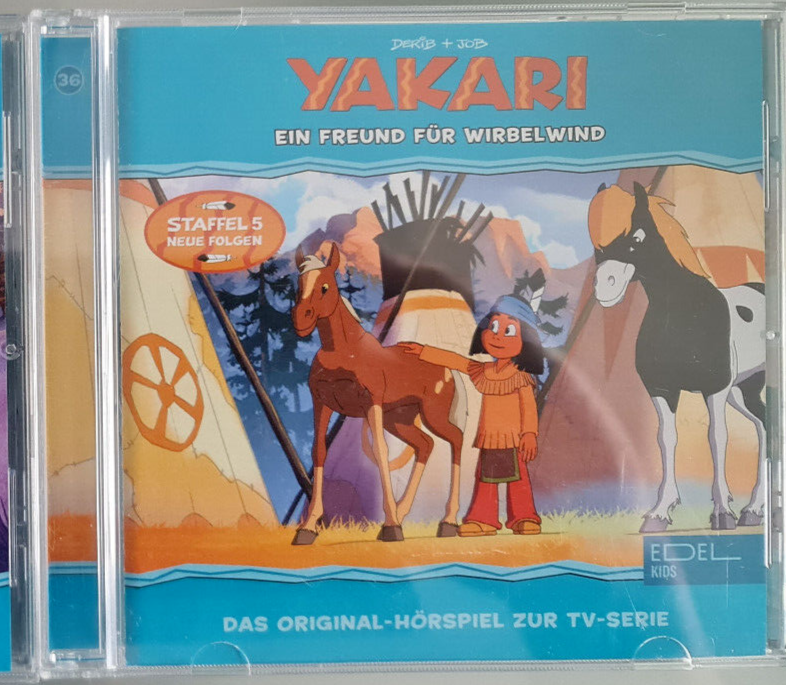 36
DERIB + JOB
YAKARI
EIN FREUND FÜR WIRBELWIND
STAFFEL 5
NEUE FOLGEN
EDEL
KIDS
DAS ORIGINAL-HÖRSPIEL ZUR TV-SERIE